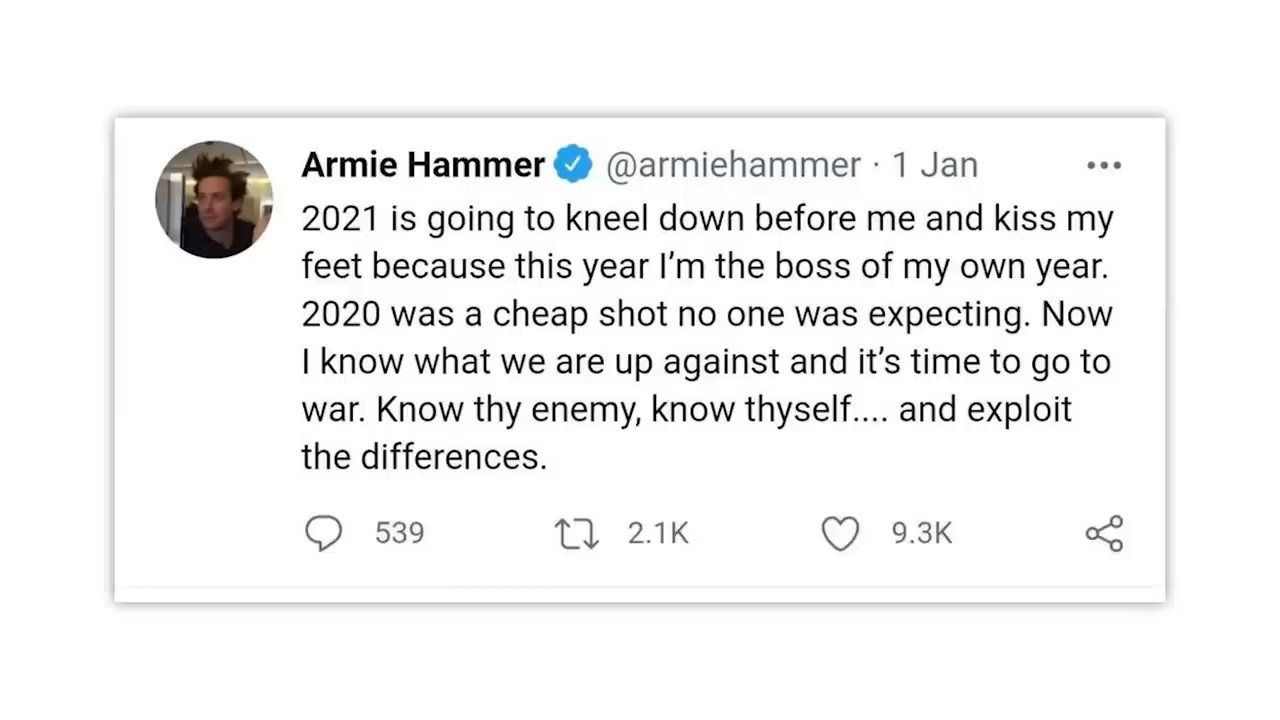 Armie Hammer @armiehammer · 1 Jan
2021 is going to kneel down before me and kiss my
feet because this year I’m the boss of my own year.
2020 was a cheap shot no one was expecting. Now
I know what we are up against and it’s time to go to
war. Know thy enemy, know thyself.... and exploit
the differences.
539 2.1K 9.3K